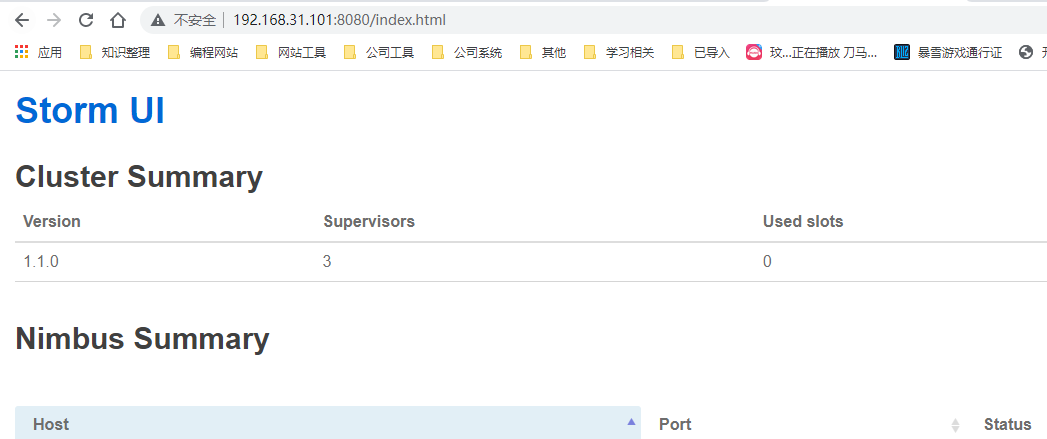 不安全 192.168.31.101:8080/index.html
应用 知识整理 编程网站 网站工具 公司工具 公司系统 其他 学习相关 已导入 玟...正在播放 刀马... 暴雪游戏通行证
Storm UI
Cluster Summary
Version Supervisors Used slots
1.1.0 3 0
Nimbus Summary
Host Port Status